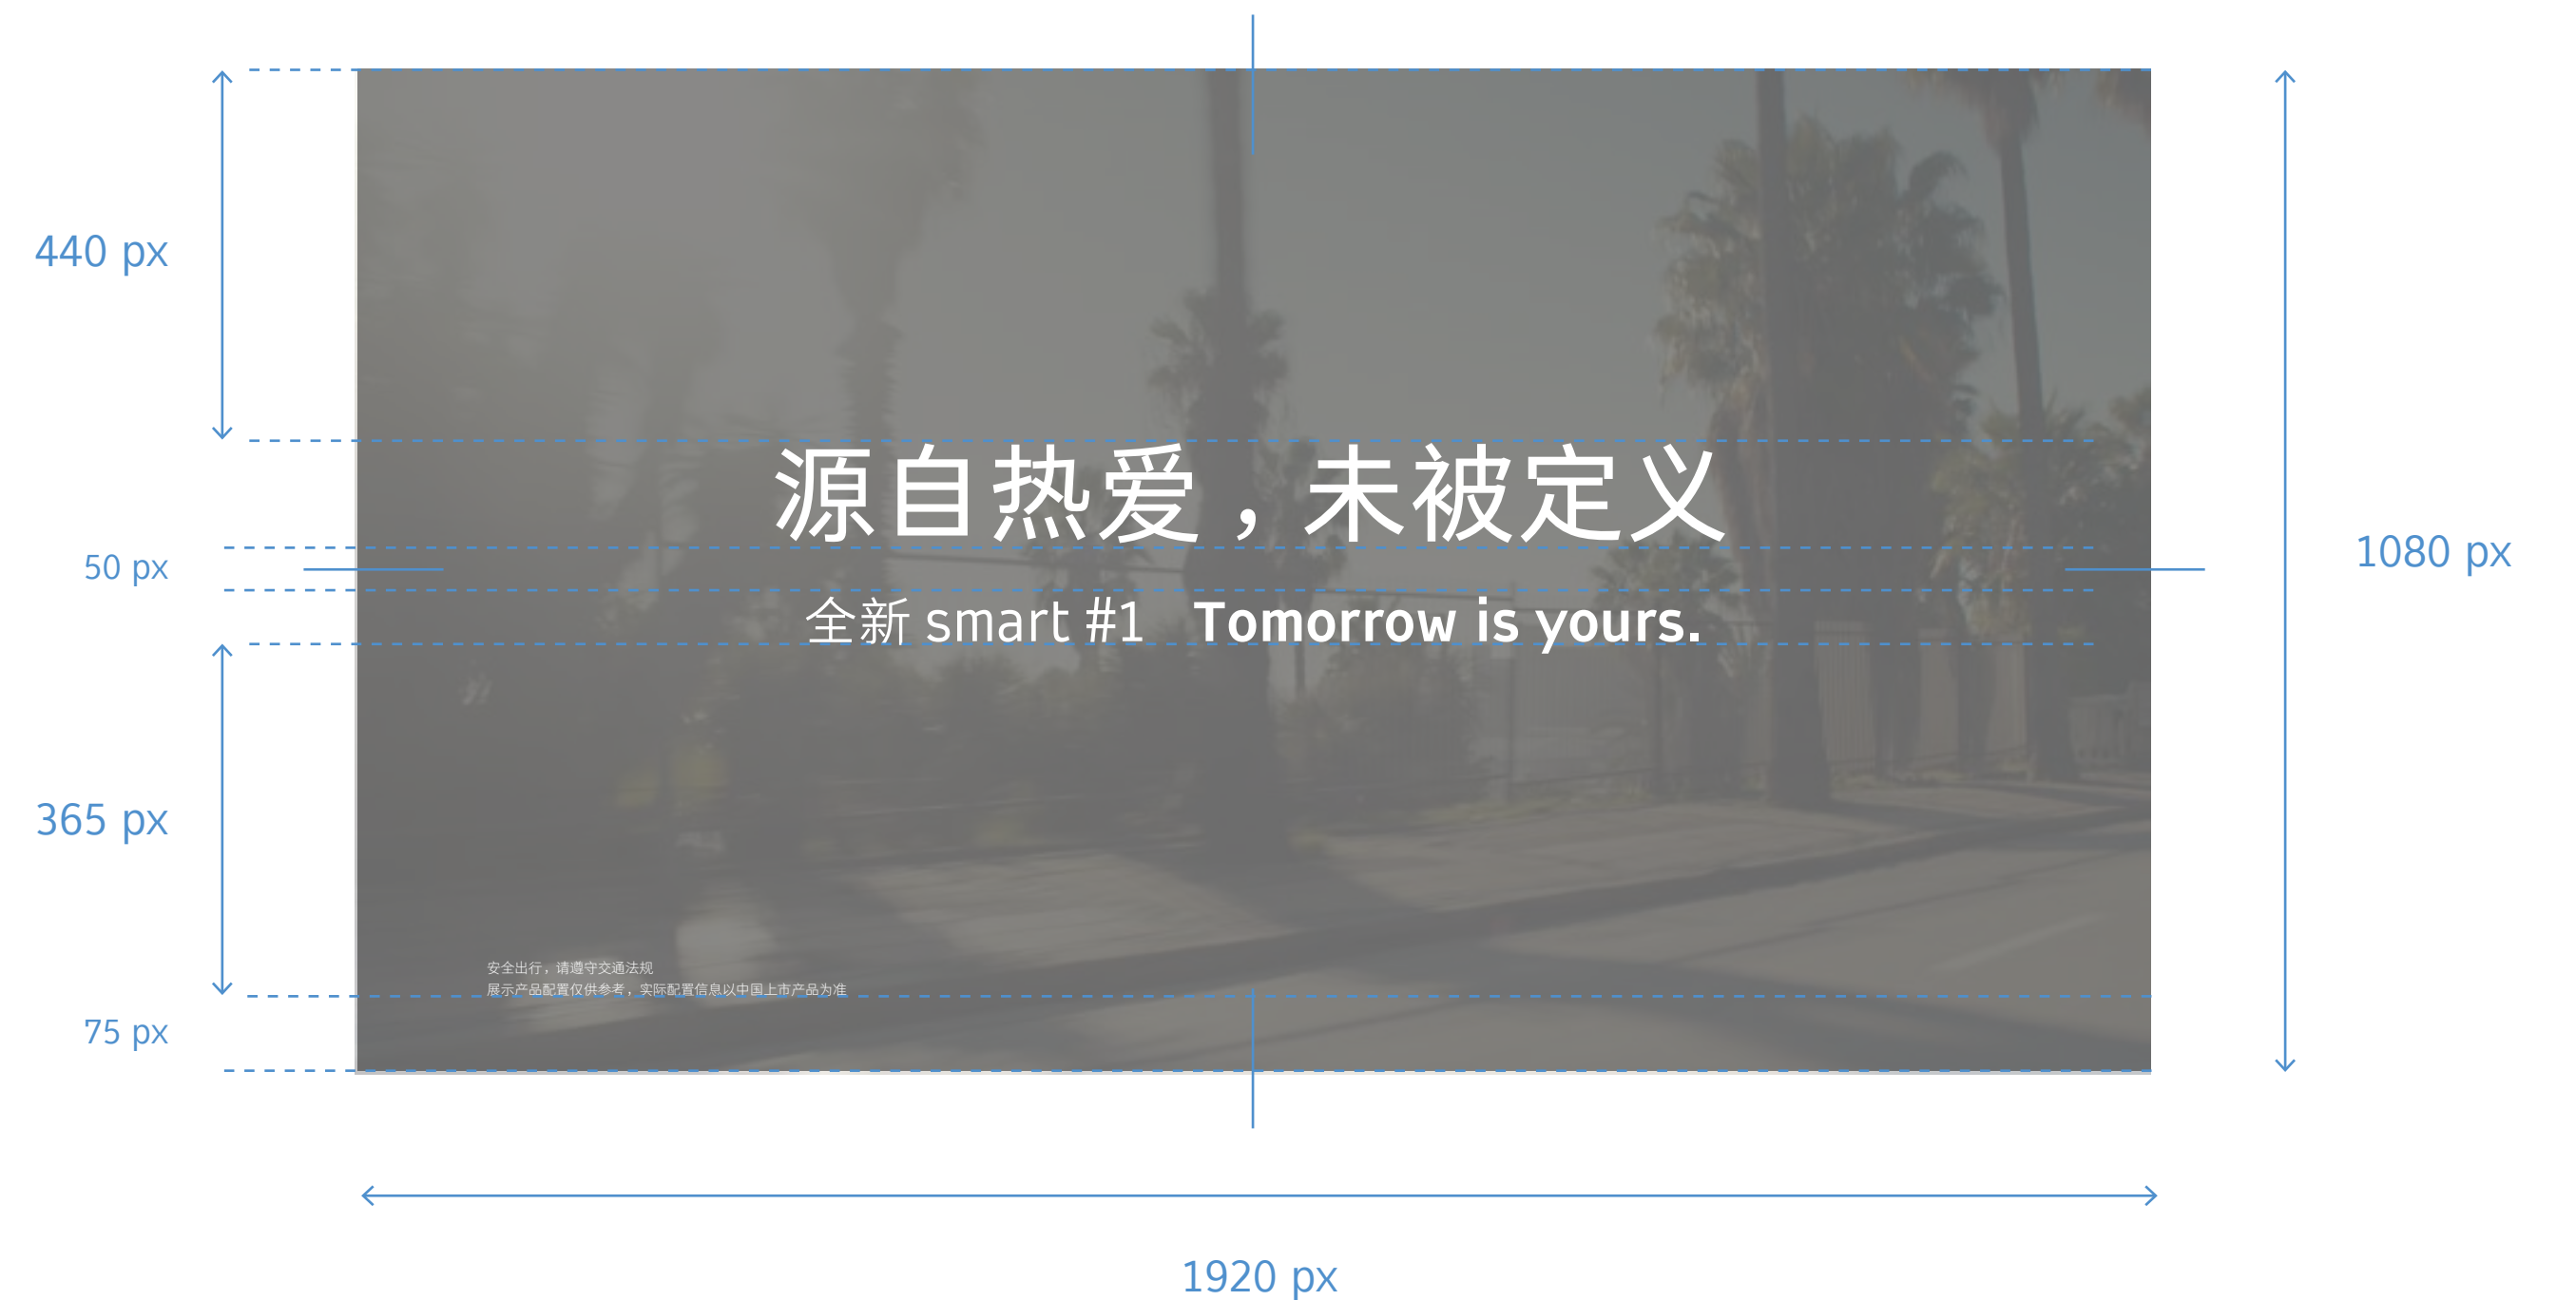 440 px
源自热爱，未被定义
50 px
1080 px
全新 smart #1 Tomorrow is yours.
365 px
安全出行，请遵守交通法规
展示产品配置仅供参考，实际配置信息以中国上市产品为准
75 px
1920 px